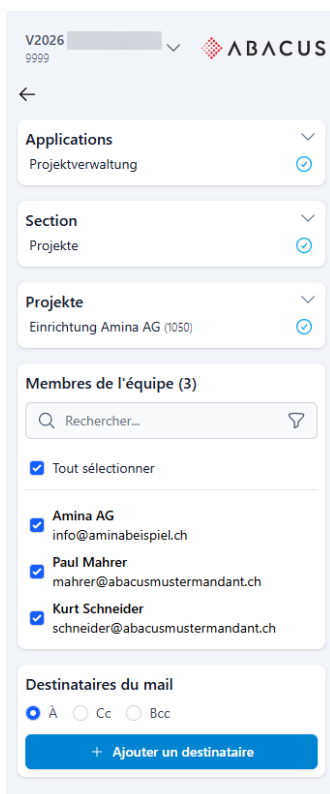 V2026
9999
ABACUS
Applications
Projektverwaltung
Section
Projekte
Projekte
Einrichtung Amina AG (1050)
Membres de l'équipe (3)
Rechercher...
Tout sélectionner
Amina AG
info@aminabeispiel.ch
Paul Mahrer
mahrer@abacusmustermandant.ch
Kurt Schneider
schneider@abacusmustermandant.ch
Destinataires du mail
À Cc Bcc
+ Ajouter un destinataire